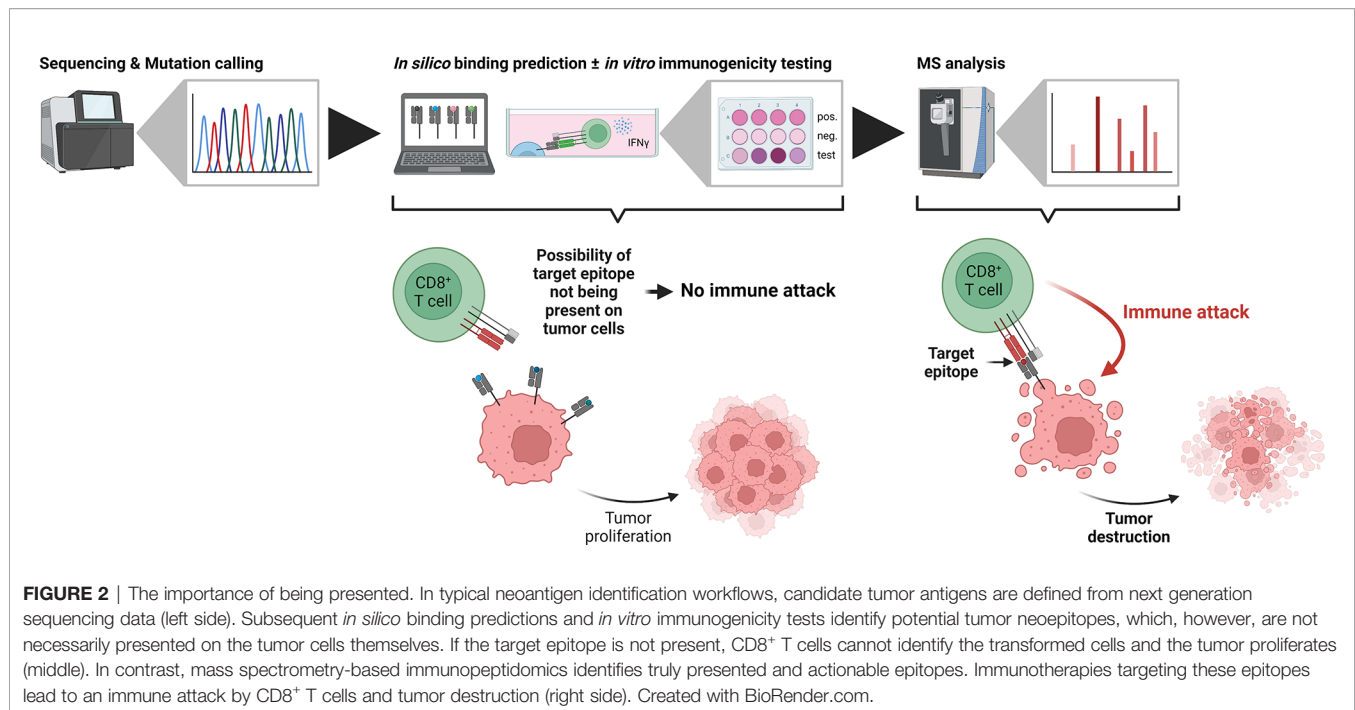 Sequencing & Mutation calling
In silico binding prediction ± in vitro immunogenicity testing
MS analysis
IFNγ
1 2 3 4
A
B
C
pos.
neg.
test
CD8⁺
T cell
Possibility of
target epitope
not being
present on
tumor cells
No immune attack
Tumor
proliferation
CD8⁺
T cell
Immune attack
Target
epitope
Tumor
destruction
FIGURE 2 | The importance of being presented. In typical neoantigen identification workflows, candidate tumor antigens are defined from next generation
sequencing data (left side). Subsequent in silico binding predictions and in vitro immunogenicity tests identify potential tumor neoepitopes, which, however, are not
necessarily presented on the tumor cells themselves. If the target epitope is not present, CD8⁺ T cells cannot identify the transformed cells and the tumor proliferates
(middle). In contrast, mass spectrometry-based immunopeptidomics identifies truly presented and actionable epitopes. Immunotherapies targeting these epitopes
lead to an immune attack by CD8⁺ T cells and tumor destruction (right side). Created with BioRender.com.